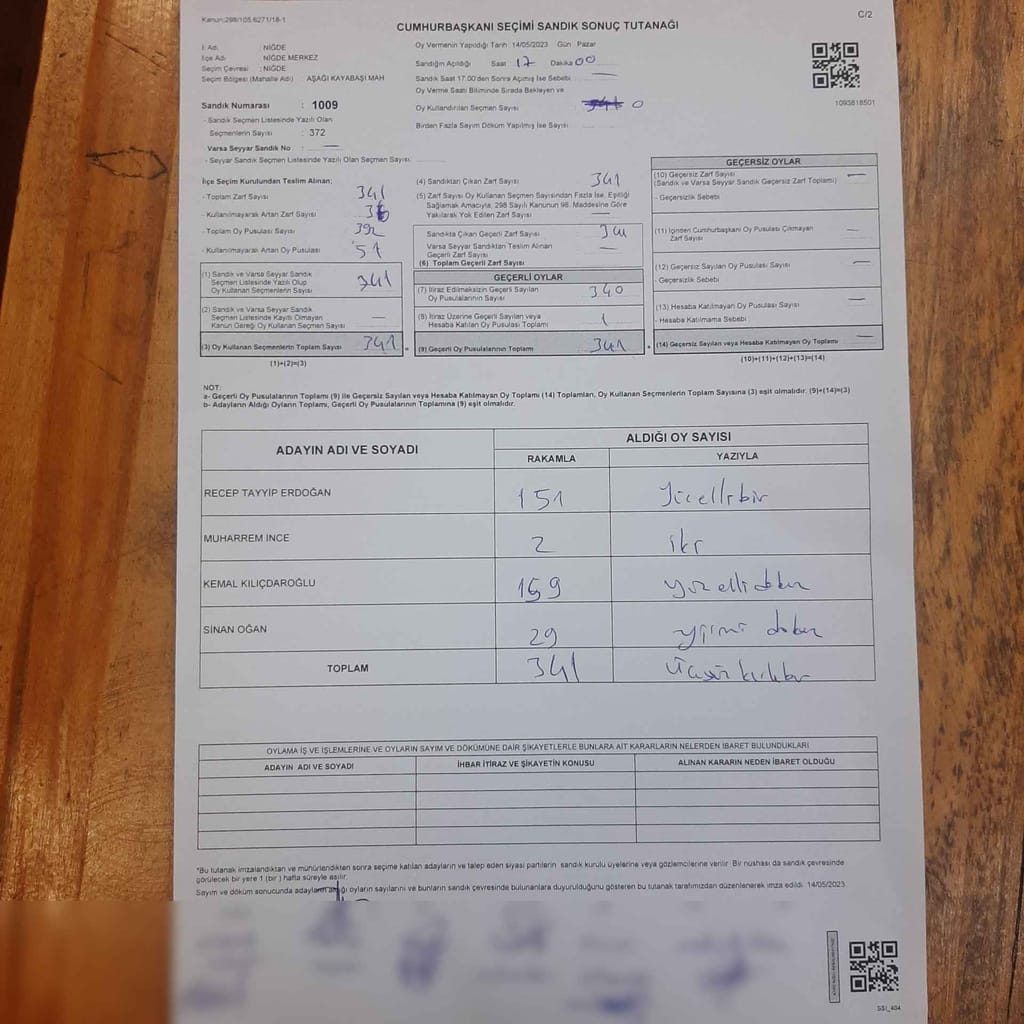 Kanun:298/105.6271/18-1
C/2
CUMHURBAŞKANI SEÇİMİ SANDIK SONUÇ TUTANAĞI
İl Adı : NİĞDE
İlçe Adı : NİĞDE MERKEZ
Seçim Çevresi : NİĞDE
Seçim Bölgesi (Mahalle Adı) : AŞAĞI KAYABAŞI MAH
Sandık Numarası : 1009
- Sandık Seçmen Listesinde Yazılı Olan
Seçmenlerin Sayısı : 372
Varsa Seyyar Sandık No : —
- Seyyar Sandık Seçmen Listesinde Yazılı Olan Seçmen Sayısı
Oy Vermenin Yapıldığı Tarih :14/05/2023 Gün Pazar
Sandığın Açıldığı Saat 17 Dakika 00
Sandık Saat 17.00'den Sonra Açılmış İse Sebebi —
Oy Verme Saati Bitiminde Sırada Bekleyen ve
Oy Kullandırılan Seçmen Sayısı 0
Birden Fazla Sayım Döküm Yapılmış İse Sayısı
1093818501
İlçe Seçim Kurulundan Teslim Alınan;
- Toplam Zarf Sayısı 341
- Kullanılmayarak Artan Zarf Sayısı
- Toplam Oy Pusulası Sayısı 392
- Kullanılmayarak Artan Oy Pusulası 51
(1) Sandık ve Varsa Seyyar Sandık
Seçmen Listesinde Yazılı Olup
Oy Kullanan Seçmenlerin Sayısı 341
(2) Sandık ve Varsa Seyyar Sandık
Seçmen Listesinde Kayıtlı Olmayan
Kanun Gereği Oy Kullanan Seçmen Sayısı —
(3) Oy Kullanan Seçmenlerin Toplam Sayısı 341
(1)+(2)=(3)
(4) Sandıktan Çıkan Zarf Sayısı 341
(5) Zarf Sayısı Oy Kullanan Seçmen Sayısından Fazla İse, Eşitliği
Sağlamak Amacıyla, 298 Sayılı Kanunun 98. Maddesine Göre
Yakılarak Yok Edilen Zarf Sayısı —
Sandıkta Çıkan Geçerli Zarf Sayısı 341
Varsa Seyyar Sandıktan Teslim Alınan
Geçerli Zarf Sayısı —
(6) Toplam Geçerli Zarf Sayısı
GEÇERLİ OYLAR
(7) İtiraz Edilmeksizin Geçerli Sayılan
Oy Pusulalarının Sayısı 340
(8) İtiraz Üzerine Geçerli Sayılan veya
Hesaba Katılan Oy Pusulası Toplamı 1
(9) Geçerli Oy Pusulalarının Toplamı 341
GEÇERSİZ OYLAR
(10) Geçersiz Zarf Sayısı —
(Sandık ve Varsa Seyyar Sandık Geçersiz Zarf Toplamı)
- Geçersizlik Sebebi
(11) İçinden Cumhurbaşkanı Oy Pusulası Çıkmayan
Zarf Sayısı —
(12) Geçersiz Sayılan Oy Pusulası Sayısı —
- Geçersizlik Sebebi
(13) Hesaba Katılmayan Oy Pusulası Sayısı —
- Hesaba Katılmama Sebebi
(14) Geçersiz Sayılan veya Hesaba Katılmayan Oy Toplamı —
(10)+(11)+(12)+(13)=(14)
NOT:
a- Geçerli Oy Pusulalarının Toplamı (9) ile Geçersiz Sayılan veya Hesaba Katılmayan Oy Toplamı (14) Toplamları, Oy Kullanan Seçmenlerin Toplam Sayısına (3) eşit olmalıdır. (9)+(14)=(3)
b- Adayların Aldığı Oyların Toplamı, Geçerli Oy Pusulalarının Toplamına (9) eşit olmalıdır.
ADAYIN ADI VE SOYADI
ALDIĞI OY SAYISI
RAKAMLA YAZIYLA
RECEP TAYYİP ERDOĞAN 151 Yüzellibir
MUHARREM İNCE 2 iki
KEMAL KILIÇDAROĞLU 159 yüzelli dokuz
SİNAN OĞAN 29 yirmi dokuz
TOPLAM 341 Üçyüz kırkbir
OYLAMA İŞ VE İŞLEMLERİNE VE OYLARIN SAYIM VE DÖKÜMÜNE DAİR ŞİKAYETLERLE BUNLARA AİT KARARLARIN NELERDEN İBARET BULUNDUKLARI
ADAYIN ADI VE SOYADI
İHBAR İTİRAZ VE ŞİKAYETİN KONUSU
ALINAN KARARIN NEDEN İBARET OLDUĞU
*Bu tutanak imzalandıktan ve mühürlendikten sonra seçime katılan adayların ve talep eden siyasi partilerin sandık kurulu üyelerine veya gözlemcilerine verilir. Bir nüshası da sandık çevresinde
görülecek bir yere 1 (bir) hafta süreyle asılır.
Sayım ve döküm sonucunda adayların aldığı oyların sayılarını ve bunların sandık çevresinde bulunanlara duyurulduğunu gösteren bu tutanak tarafımızdan düzenlenerek imza edildi. 14/05/2023
SSI_404